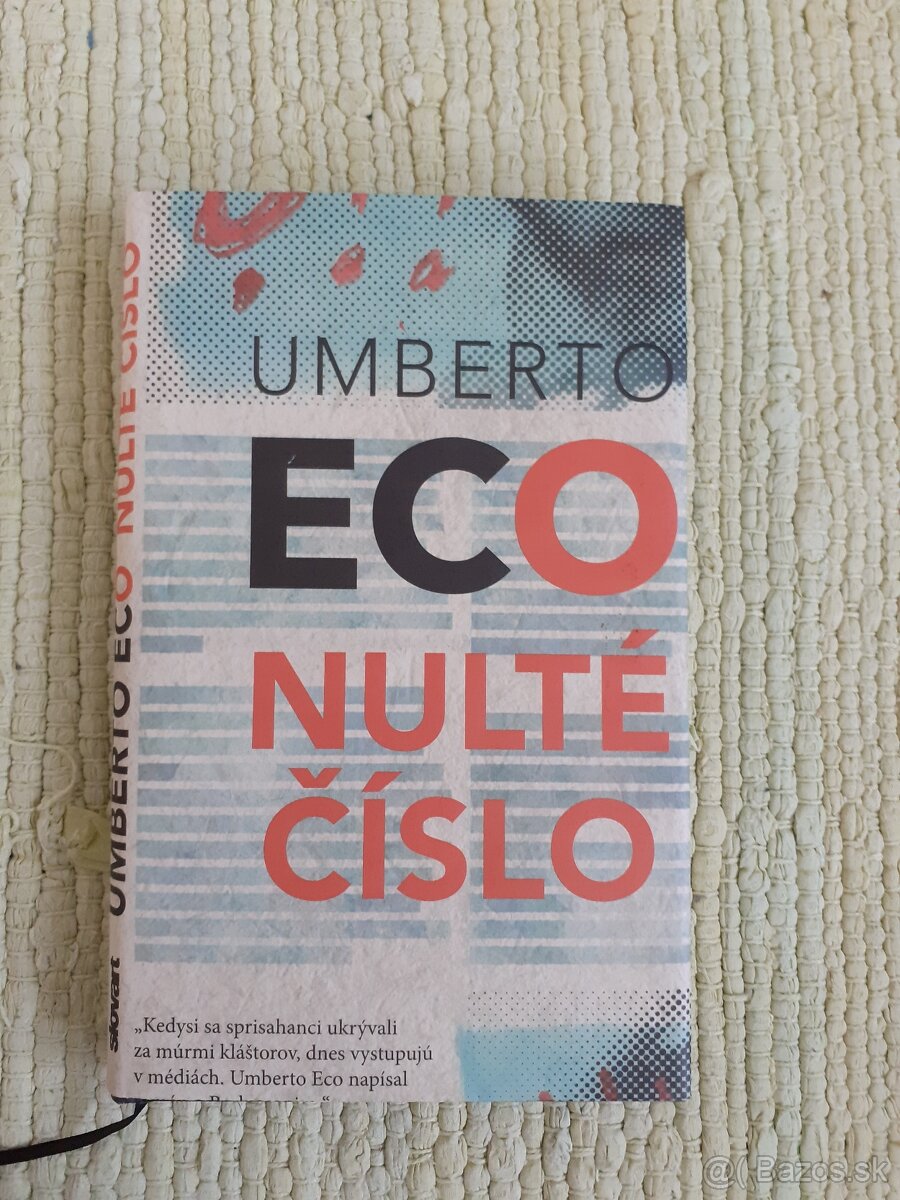 UMBERTO
ECO
NULTÉ
ČÍSLO
„Kedysi sa sprisahanci ukrývali
za múrmi kláštorov, dnes vystupujú
v médiách. Umberto Eco napísal
slovart UMBERTO ECO NULTÉ ČÍSLO
@( Bazos.sk